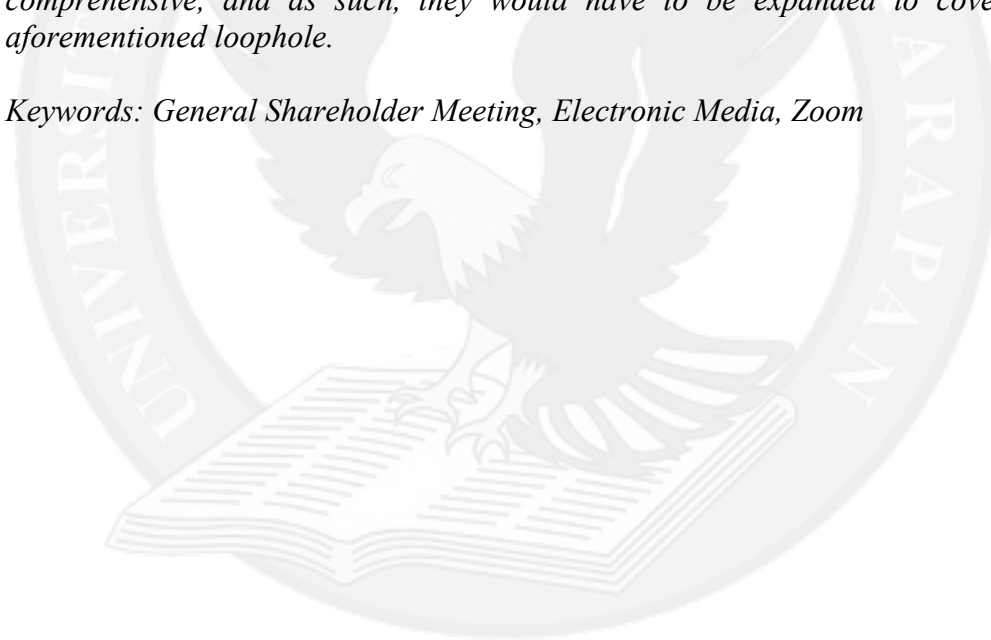 comprehensive, and as such, they would have to be expanded to cove
aforementioned loophole.
Keywords: General Shareholder Meeting, Electronic Media, Zoom